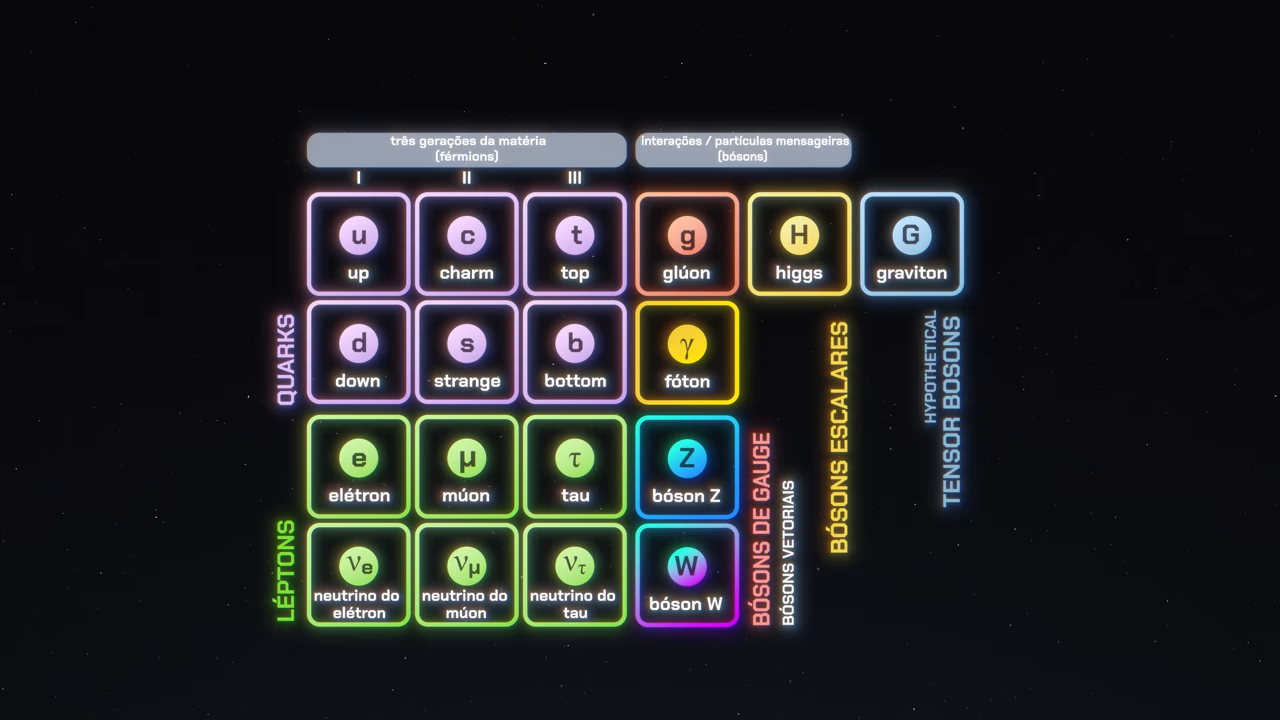 três gerações da matéria
(férmions)
interações / partículas mensageiras
(bósons)
I
II
III
u
up
c
charm
t
top
g
glúon
H
higgs
G
graviton
QUARKS
d
down
s
strange
b
bottom
γ
fóton
LÉPTONS
e
elétron
μ
múon
τ
tau
Z
bóson Z
νe
neutrino do
elétron
νμ
neutrino do
múon
ντ
neutrino do
tau
W
bóson W
BÓSONS DE GAUGE
BÓSONS VETORIAIS
BÓSONS ESCALARES
HYPOTHETICAL
TENSOR BOSONS